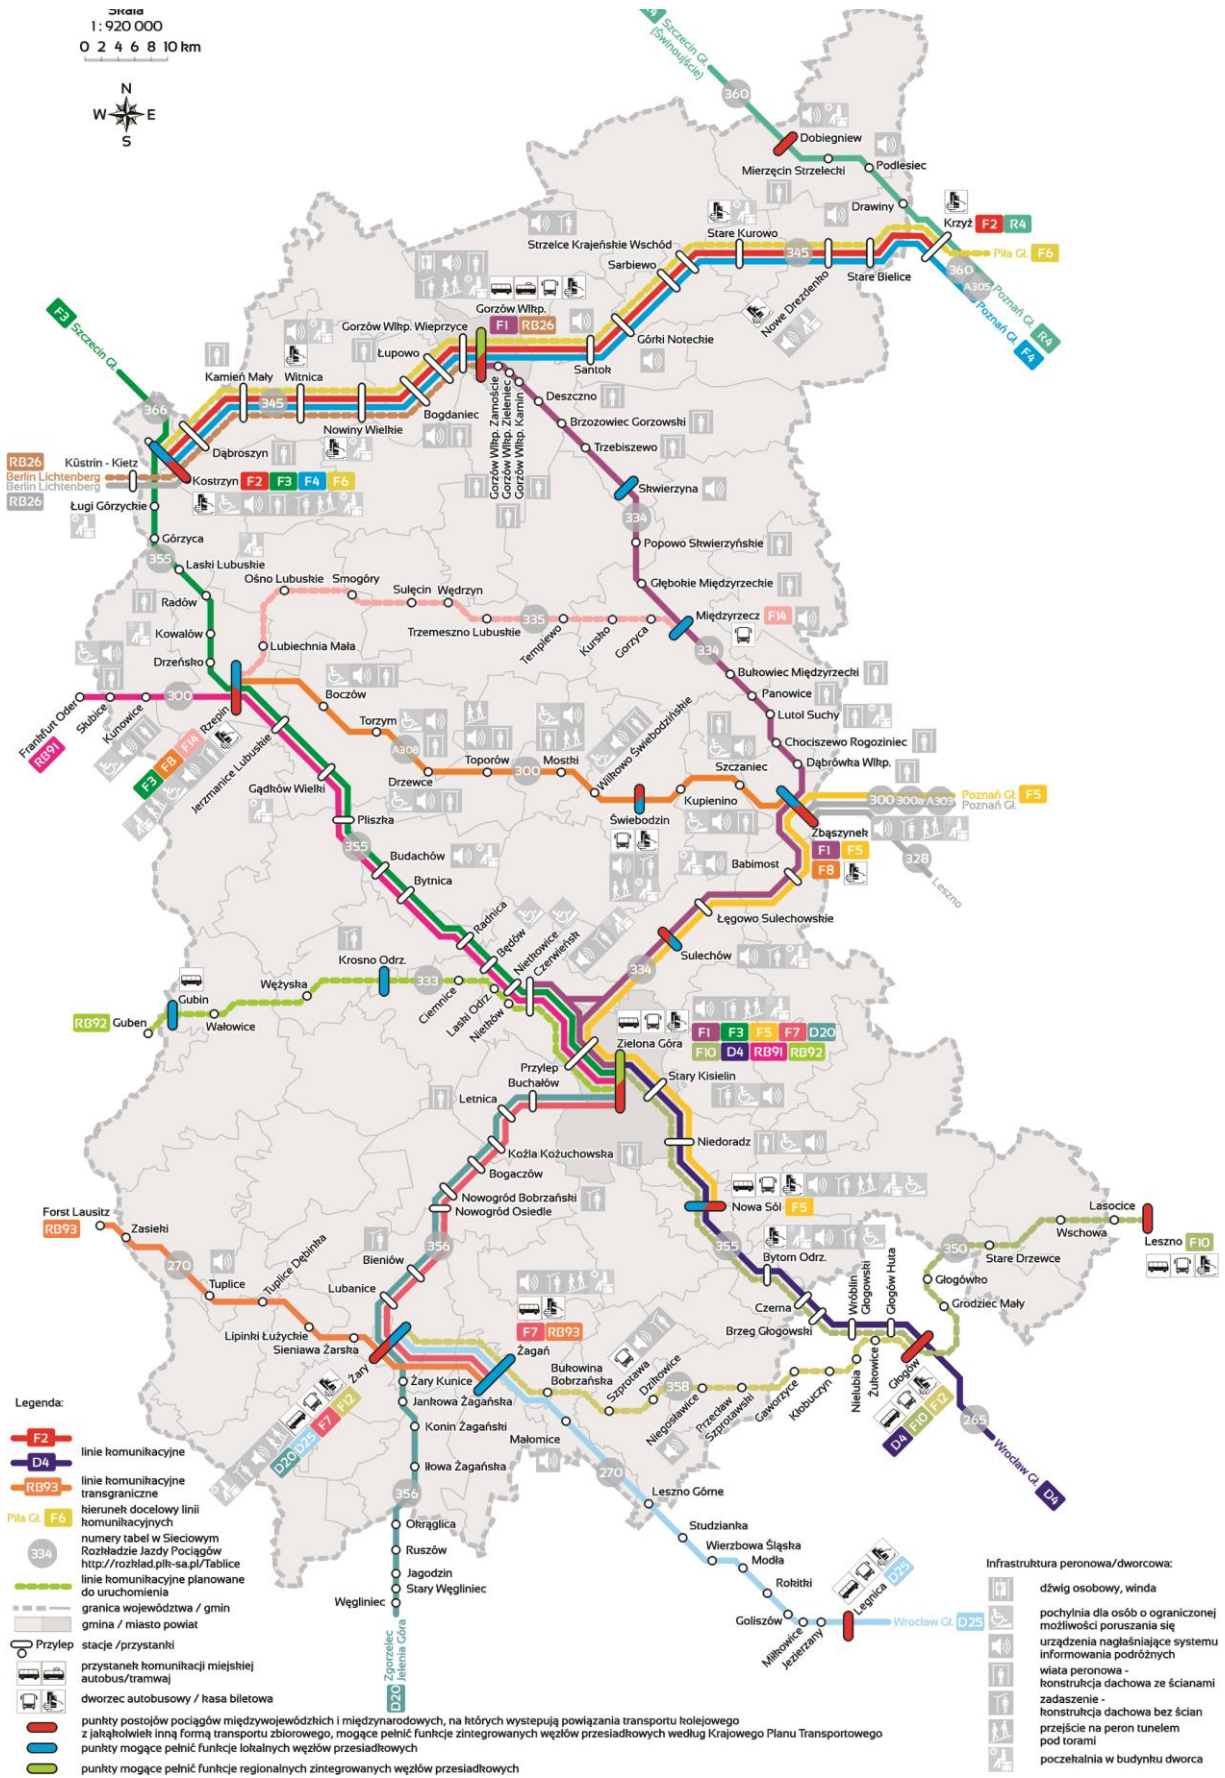 Skala
1:920 000
0 2 4 6 8 10 km
N
W E
S
Szczecin Gł.
(Świnoujście)
360
Dobiegniew
Mierzęcin Strzelecki
Podlesiec
Drawiny
Krzyż F2 R4
Piła Gł. F6
360
A305
Poznań Gł. R4
Poznań Gł. F4
Strzelce Krajeńskie Wschód
Stare Kurowo
345
Sarbiewo
Stare Bielice
Nowe Drezdenko
Górki Noteckie
Santok
Gorzów Wlkp.
F1 RB26
Gorzów Wlkp. Wieprzyce
Łupowo
F3 Szczecin Gł.
366
Kamień Mały
Witnica
345
Nowiny Wielkie
Bogdaniec
Dąbroszyn
Gorzów Wlkp. Zamoście
Gorzów Wlkp. Zieleniec
Gorzów Wlkp. Karnin
Deszczno
Brzozowiec Gorzowski
Trzebiszewo
Skwierzyna
334
Popowo Skwierzyńskie
Głębokie Międzyrzeckie
RB26
Küstrin - Kietz
Berlin Lichtenberg
Berlin Lichtenberg
RB26
Kostrzyn F2 F3 F4 F6
Ługi Górzyckie
Górzyca
355
Laski Lubuskie
Radów
Kowalów
Drzeńsko
Ośno Lubuskie
Smogóry
Sulęcin
Wędrzyn
Trzemeszno Lubuskie
335
Templewo
Kursko
Gorzyca
Międzyrzecz F14
334
Lubiechnia Mała
Bukowiec Międzyrzecki
Panowice
Lutol Suchy
Chociszewo Rogoziniec
Dąbrówka Wlkp.
Frankfurt Oder
RB91
Słubice
Kunowice
300
Rzepin
F3 F8 F14
Boczów
Torzym
A308
Drzewce
Toporów
300
Mostki
Wilkowo Świebodzińskie
Świebodzin
Kupienino
Szczaniec
Zbąszynek
F1 F5
F8
300 300a A303
Poznań Gł. F5
Poznań Gł.
328
Leszno
Jerzmanice Lubuskie
Gądków Wielki
Pliszka
355
Budachów
Bytnica
Radnica
Będów
Nietkowice
Czerwieńsk
Babimost
Łęgowo Sulechowskie
Sulechów
334
Krosno Odrz.
333
Ciemnice
Laski Odrz.
Nietków
Wężyska
Gubin
Wałowice
RB92 Guben
Zielona Góra
F1 F3 F5 F7 D20
F10 D4 RB91 RB92
Przylep
Buchałów
Letnica
Stary Kisielin
Niedoradz
Koźla Kożuchowska
Bogaczów
Nowogród Bobrzański
Nowogród Osiedle
356
Nowa Sól F5
355
Bytom Odrz.
Czerna
Brzeg Głogowski
Wróblin Głogowski
Głogów Huta
350
Głogówko
Grodziec Mały
Stare Drzewce
Wschowa
Lasocice
Leszno F10
Forst Lausitz
RB93
Zasieki
270
Tuplice
Tuplice Dębinka
Lipinki Łużyckie
Sieniawa Żarska
Bieniów
Lubanice
Żary
D20 D25 F7 F12
Żagań
F7 RB93
Żary Kunice
Jankowa Żagańska
Konin Żagański
Iłowa Żagańska
356
Okrąglica
Ruszów
Jagodzin
Stary Węgliniec
Węgliniec
Zgorzelec
Jelenia Góra
D20
Bukowina
Bobrzańska
Szprotawa
Dzikowice
358
Niegosławice
Przecław
Szprotawski
Gaworzyce
Kłobuczyn
Nielubia
Żukowice
Głogów
D4 F10 F12
265
Wrocław Gł. D4
Małomice
270
Leszno Górne
Studzianka
Wierzbowa Śląska
Modła
Rokitki
Goliszów
Miłkowice
Jezierzany
Legnica D25
Wrocław Gł. D25
Legenda:
F2
D4
linie komunikacyjne
RB93
linie komunikacyjne
transgraniczne
Piła Gł. F6
kierunek docelowy linii
komunikacyjnych
334
numery tabel w Sieciowym
Rozkładzie Jazdy Pociągów
http://rozklad.plk-sa.pl/Tablice
linie komunikacyjne planowane
do uruchomienia
granica województwa / gmin
gmina / miasto powiat
Przylep stacje /przystanki
przystanek komunikacji miejskiej
autobus/tramwaj
dworzec autobusowy / kasa biletowa
punkty postojów pociągów międzywojewódzkich i międzynarodowych, na których wystepują powiązania transportu kolejowego
z jakąkolwiek inną formą transportu zbiorowego, mogące pełnić funkcje zintegrowanych węzłów przesiadkowych według Krajowego Planu Transportowego
punkty mogące pełnić funkcje lokalnych węzłów przesiadkowych
punkty mogące pełnić funkcje regionalnych zintegrowanych węzłów przesiadkowych
Infrastruktura peronowa/dworcowa:
dźwig osobowy, winda
pochylnia dla osób o ograniczonej
możliwości poruszania się
urządzenia nagłaśniające systemu
informowania podróżnych
wiata peronowa -
konstrukcja dachowa ze ścianami
zadaszenie -
konstrukcja dachowa bez ścian
przejście na peron tunelem
pod torami
poczekalnia w budynku dworca